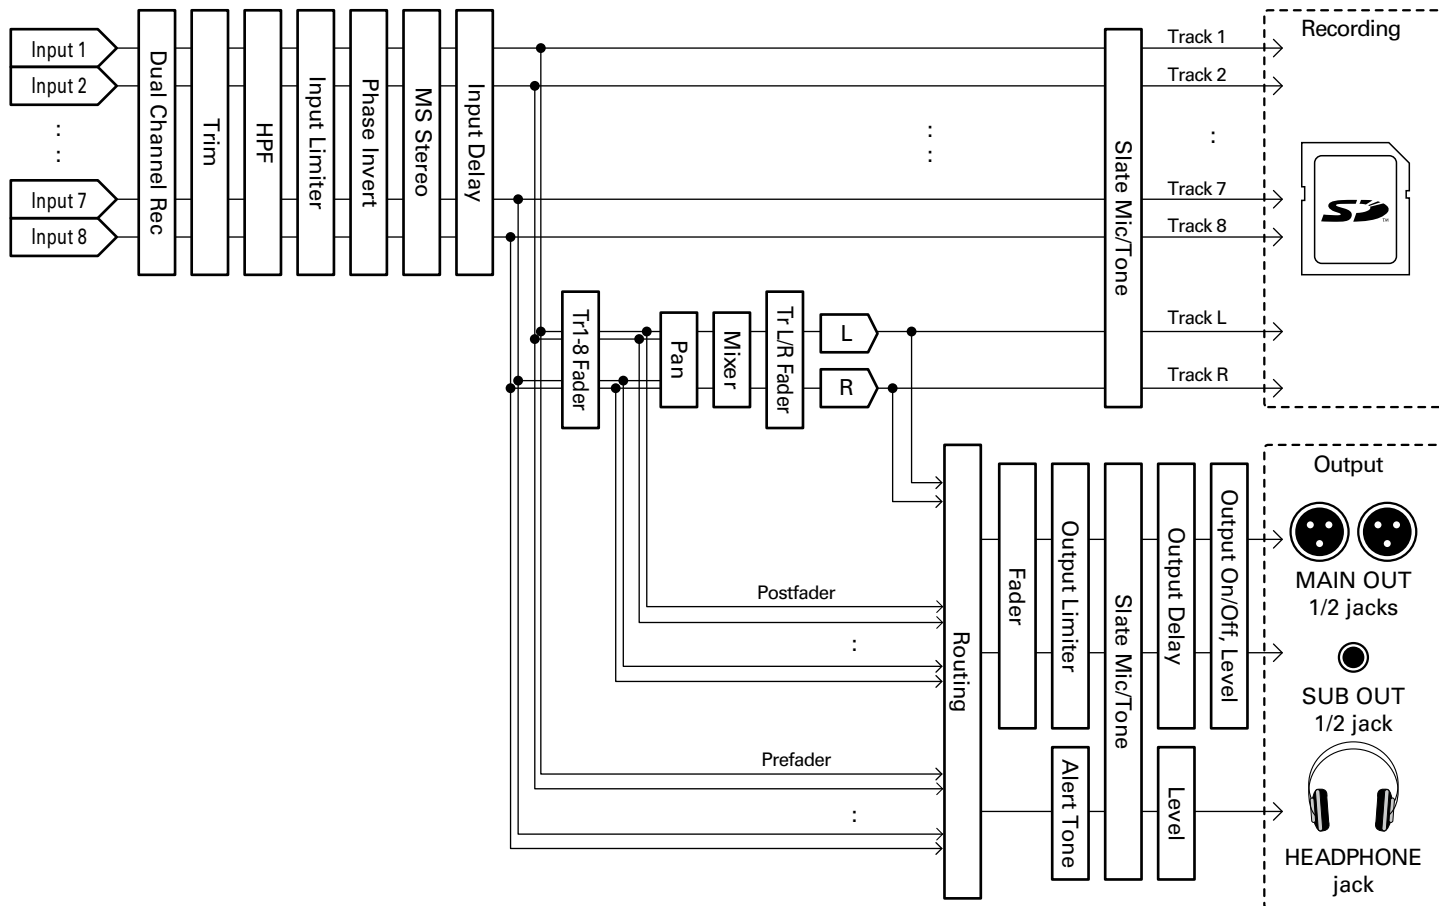 Input 1
Input 2
:
:
Input 7
Input 8
Dual Channel Rec
Trim
HPF
Input Limiter
Phase Invert
MS Stereo
Input Delay
:
:
Slate Mic/Tone
Track 1
Track 2
:
Track 7
Track 8
Track L
Track R
Recording
SD
TM
Tr1-8 Fader
Pan
Mixer
Tr L/R Fader
L
R
Postfader
:
Prefader
:
Routing
Fader
Output Limiter
Alert Tone
Slate Mic/Tone
Output Delay
Level
Output On/Off, Level
Output
MAIN OUT
1/2 jacks
SUB OUT
1/2 jack
HEADPHONE
jack